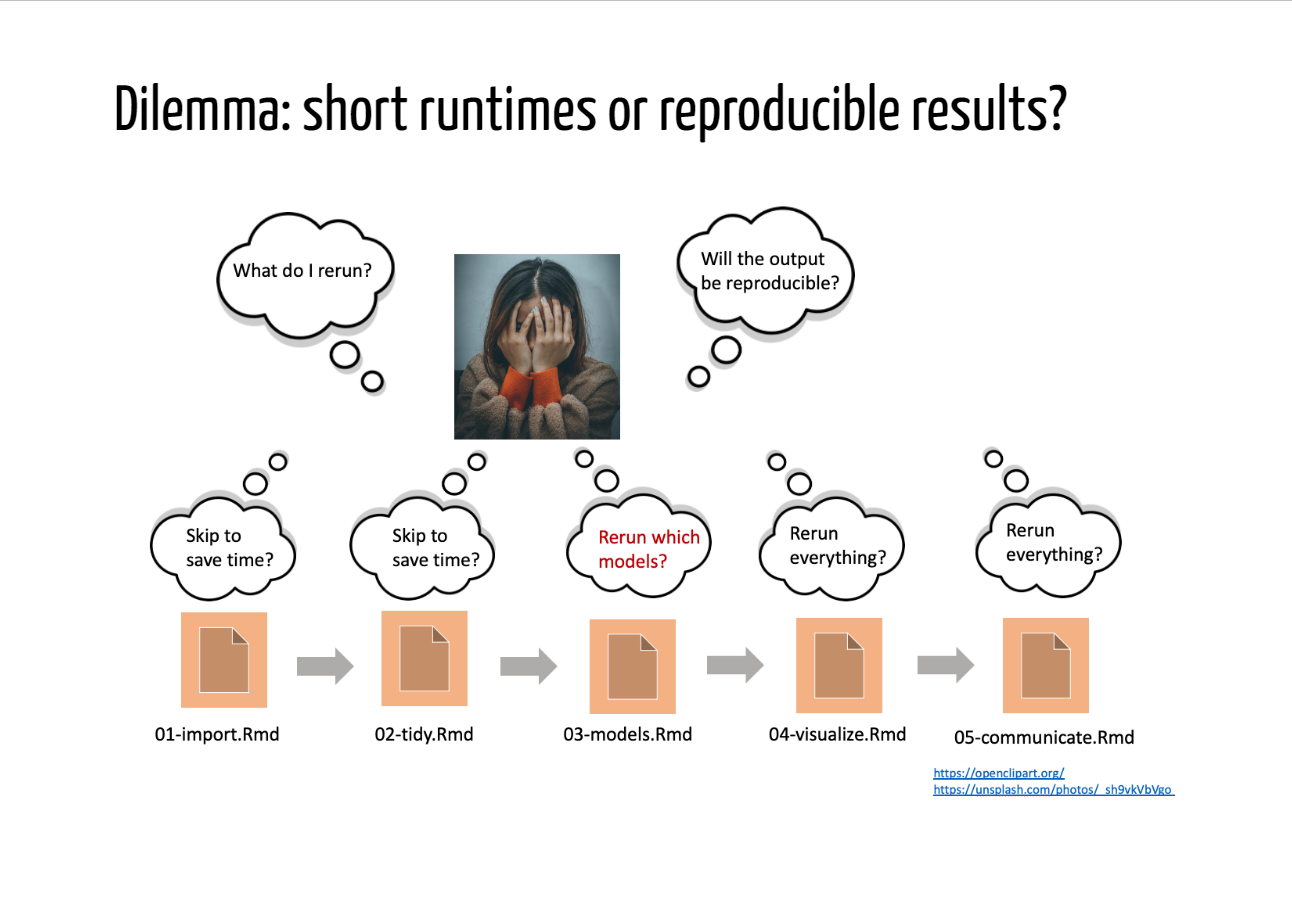 Dilemma: short runtimes or reproducible results?
What do I rerun?
Will the output
be reproducible?
Skip to
save time?
Skip to
save time?
Rerun which
models?
Rerun
everything?
Rerun
everything?
01-import.Rmd
02-tidy.Rmd
03-models.Rmd
04-visualize.Rmd
05-communicate.Rmd
https://openclipart.org/
https://unsplash.com/photos/_sh9vkVbVgo